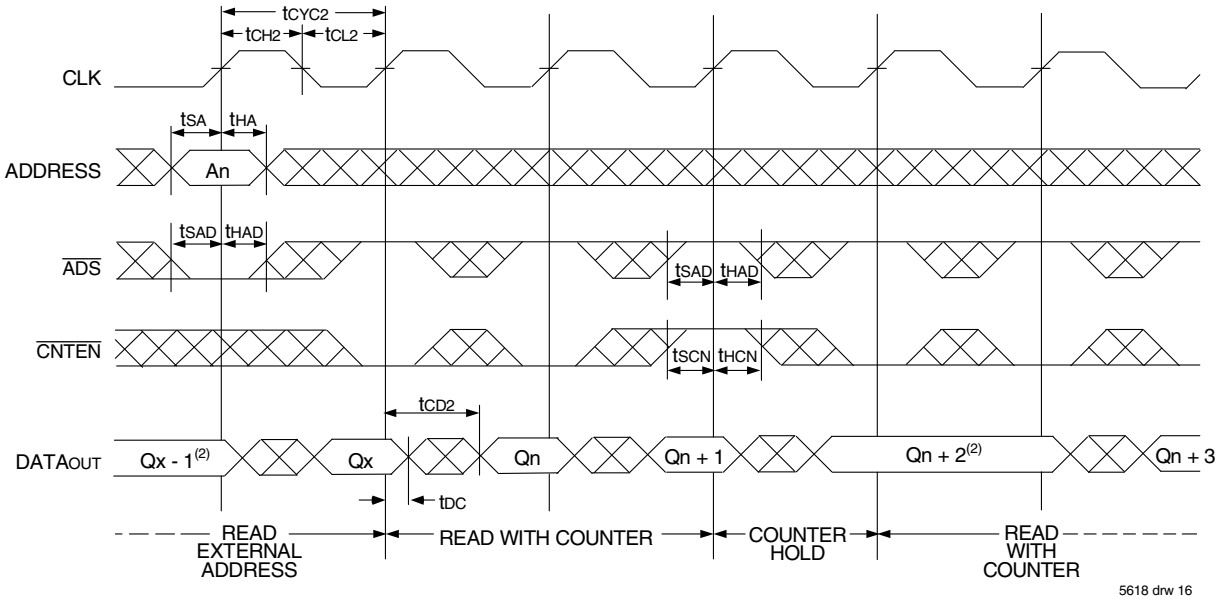 tCYC2
tCH2 tCL2
CLK
tSA tHA
ADDRESS An
tSAD tHAD
ADS
tSAD tHAD
CNTEN
tSCN tHCN
tCD2
DATAOUT Qx - 1(2) Qx Qn Qn + 1 Qn + 2(2) Qn + 3
tDC
READ EXTERNAL ADDRESS
READ WITH COUNTER
COUNTER HOLD
READ WITH COUNTER
5618 drw 16